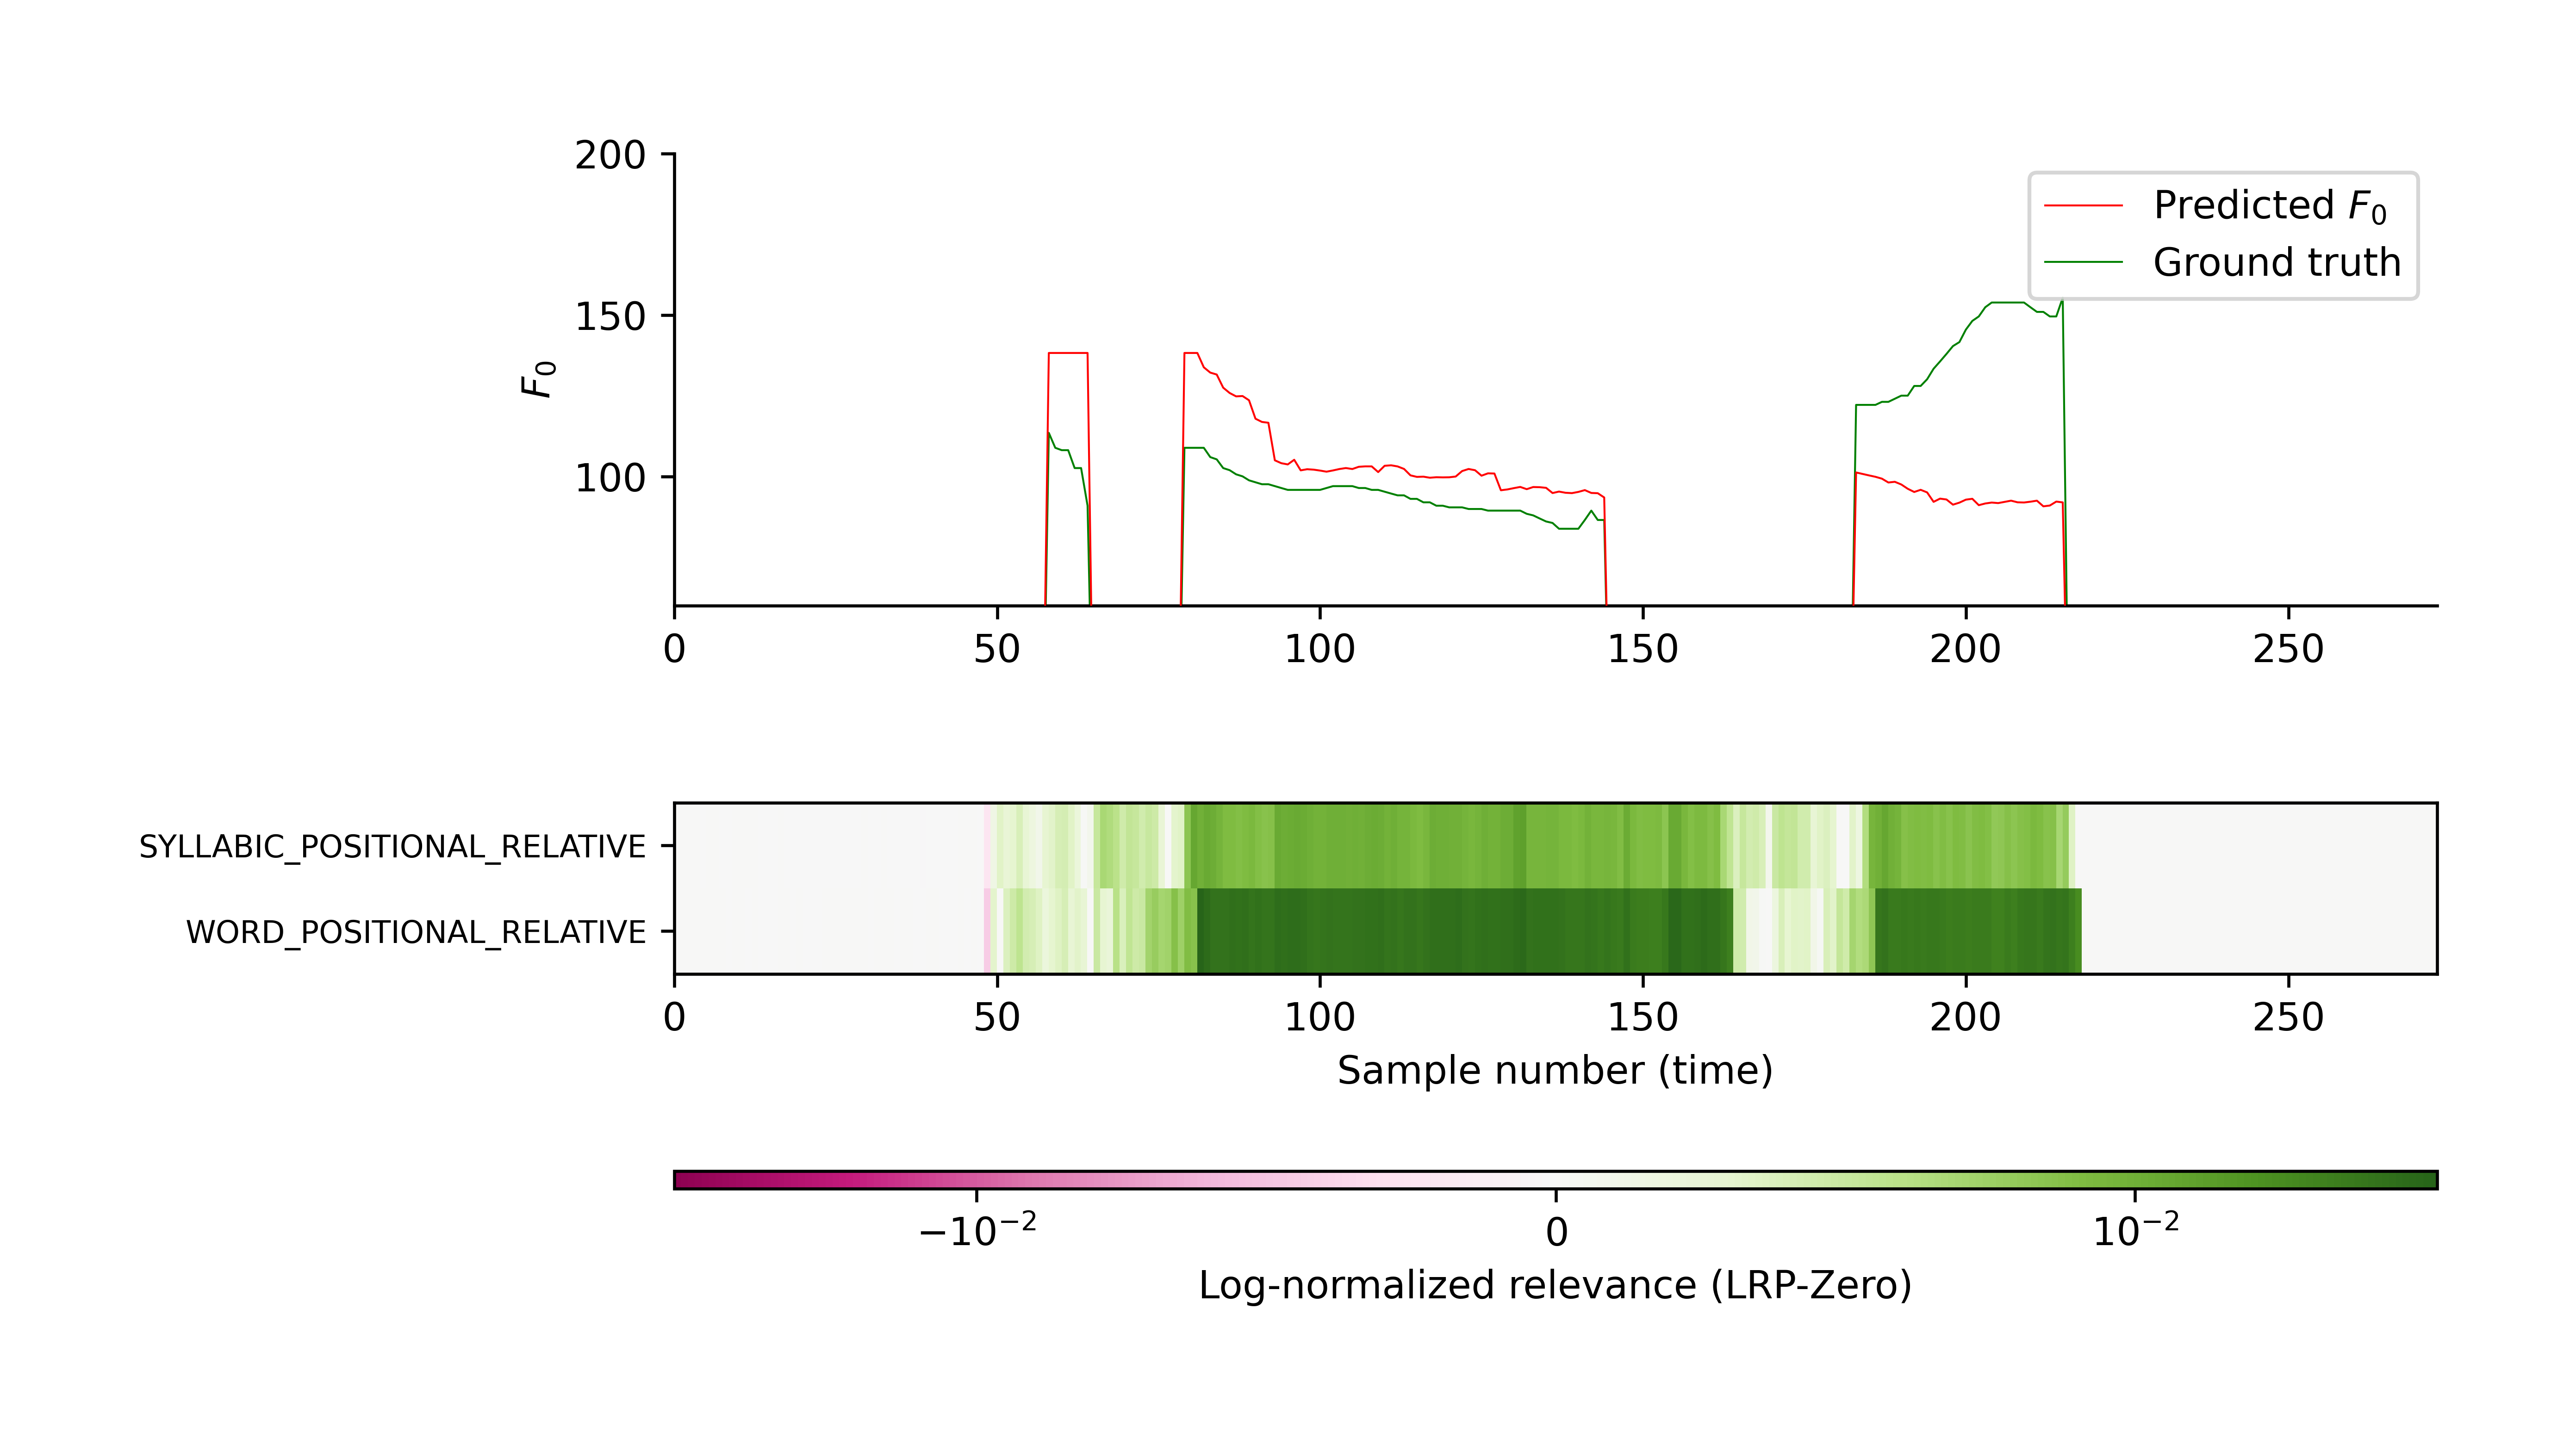 200
150
100
F₀
Predicted F₀
Ground truth
0 50 100 150 200 250
SYLLABIC_POSITIONAL_RELATIVE
WORD_POSITIONAL_RELATIVE
0 50 100 150 200 250
Sample number (time)
−10⁻² 0 10⁻²
Log-normalized relevance (LRP-Zero)